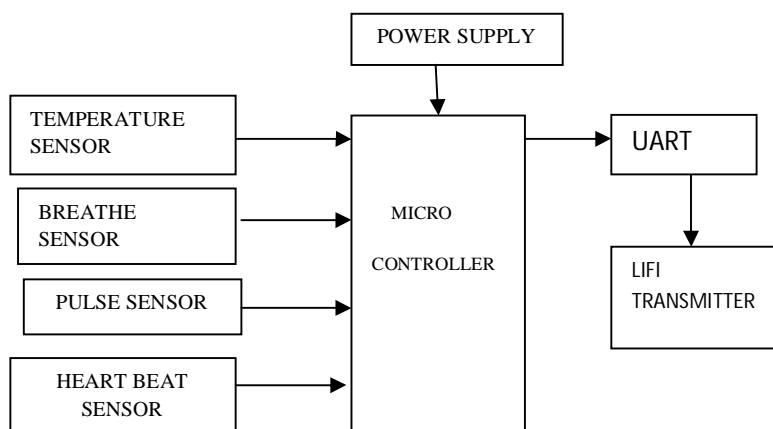 POWER SUPPLY
TEMPERATURE
SENSOR
UART
BREATHE
SENSOR
MICRO
CONTROLLER
LIFI
TRANSMITTER
PULSE SENSOR
HEART BEAT
SENSOR